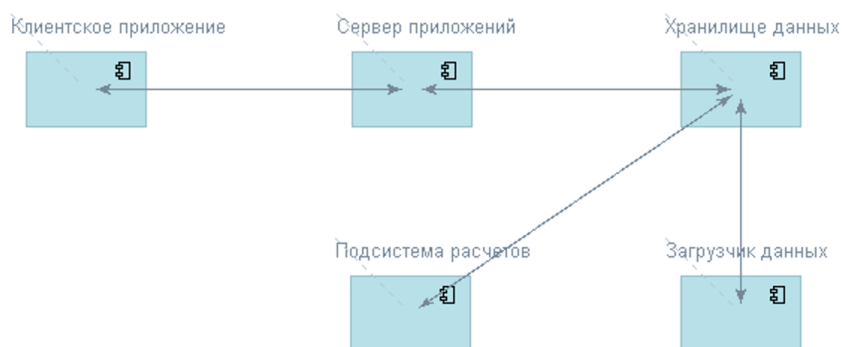 Клиентское приложение
Сервер приложений
Хранилище данных
Подсистема расчетов
Загрузчик данных